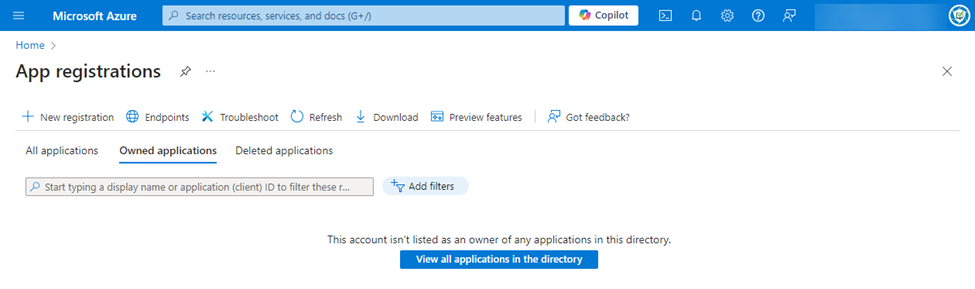 Microsoft Azure
Search resources, services, and docs (G+/)
Copilot
Home
App registrations
New registration
Endpoints
Troubleshoot
Refresh
Download
Preview features
Got feedback?
All applications
Owned applications
Deleted applications
Start typing a display name or application (client) ID to filter these r...
Add filters
This account isn't listed as an owner of any applications in this directory.
View all applications in the directory